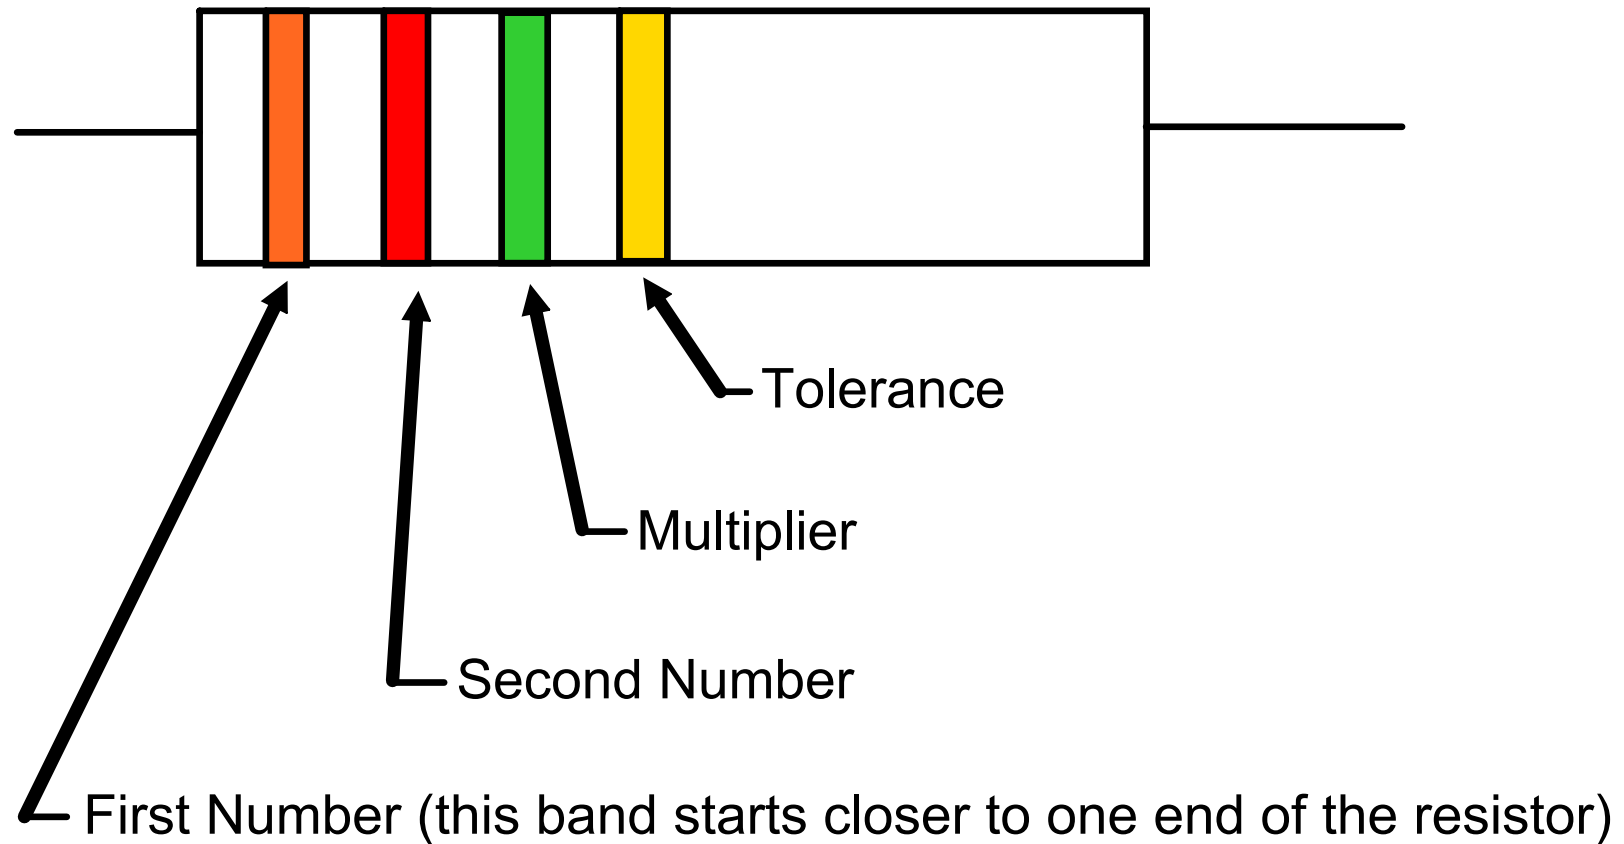 Tolerance
Multiplier
Second Number
First Number (this band starts closer to one end of the resistor)